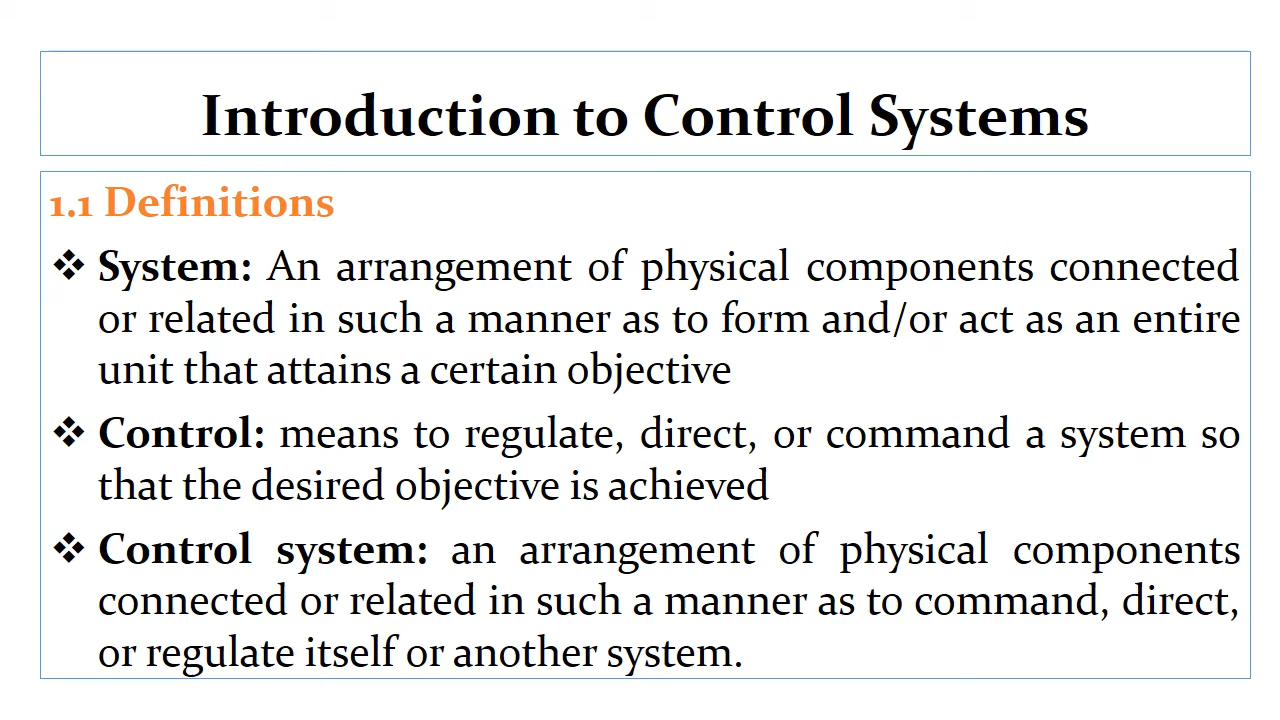 Introduction to Control Systems
1.1 Definitions
❖ System: An arrangement of physical components connected
or related in such a manner as to form and/or act as an entire
unit that attains a certain objective
❖ Control: means to regulate, direct, or command a system so
that the desired objective is achieved
❖ Control system: an arrangement of physical components
connected or related in such a manner as to command, direct,
or regulate itself or another system.